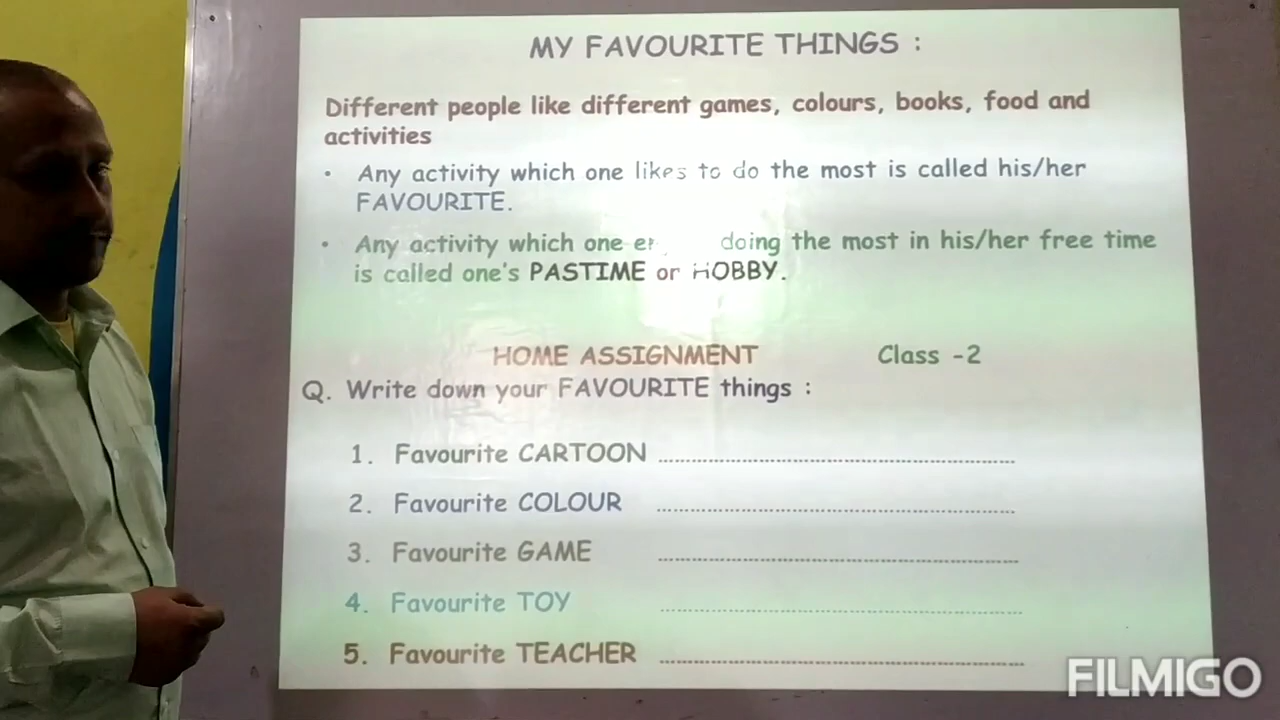 MY FAVOURITE THINGS :
Different people like different games, colours, books, food and
activities
• Any activity which one likes to do the most is called his/her
FAVOURITE.
• Any activity which one doing the most in his/her free time
is called one's PASTIME or HOBBY.
HOME ASSIGNMENT Class -2
Q. Write down your FAVOURITE things :
1. Favourite CARTOON ................................
2. Favourite COLOUR ................................
3. Favourite GAME ................................
4. Favourite TOY ................................
5. Favourite TEACHER ................................
FILMIGO